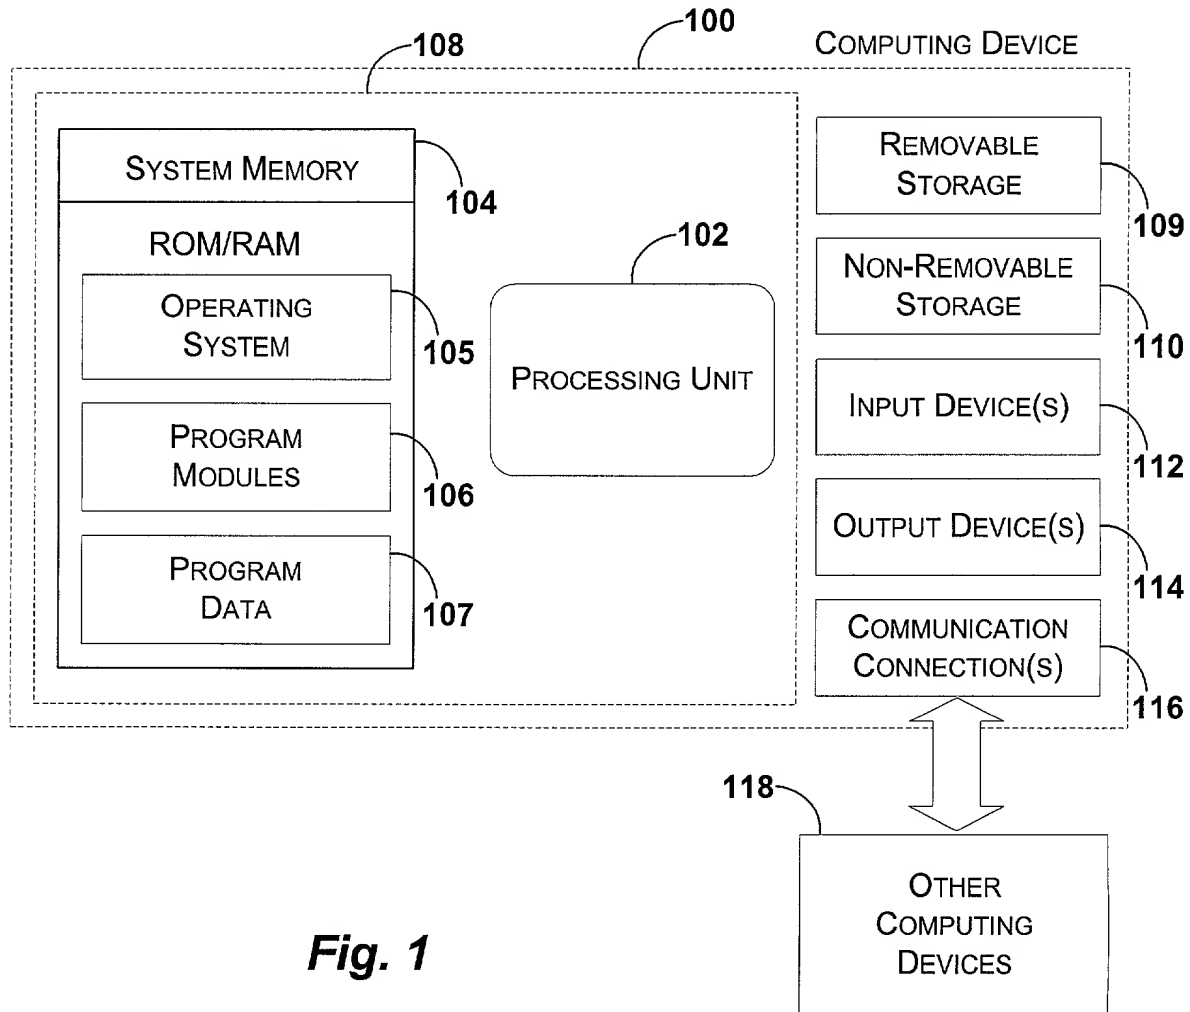 100
COMPUTING DEVICE
108
SYSTEM MEMORY
104
ROM/RAM
OPERATING
SYSTEM
105
PROGRAM
MODULES
106
PROGRAM
DATA
107
102
PROCESSING UNIT
REMOVABLE
STORAGE
109
NON-REMOVABLE
STORAGE
110
INPUT DEVICE(S)
112
OUTPUT DEVICE(S)
114
COMMUNICATION
CONNECTION(S)
116
118
OTHER
COMPUTING
DEVICES
Fig. 1